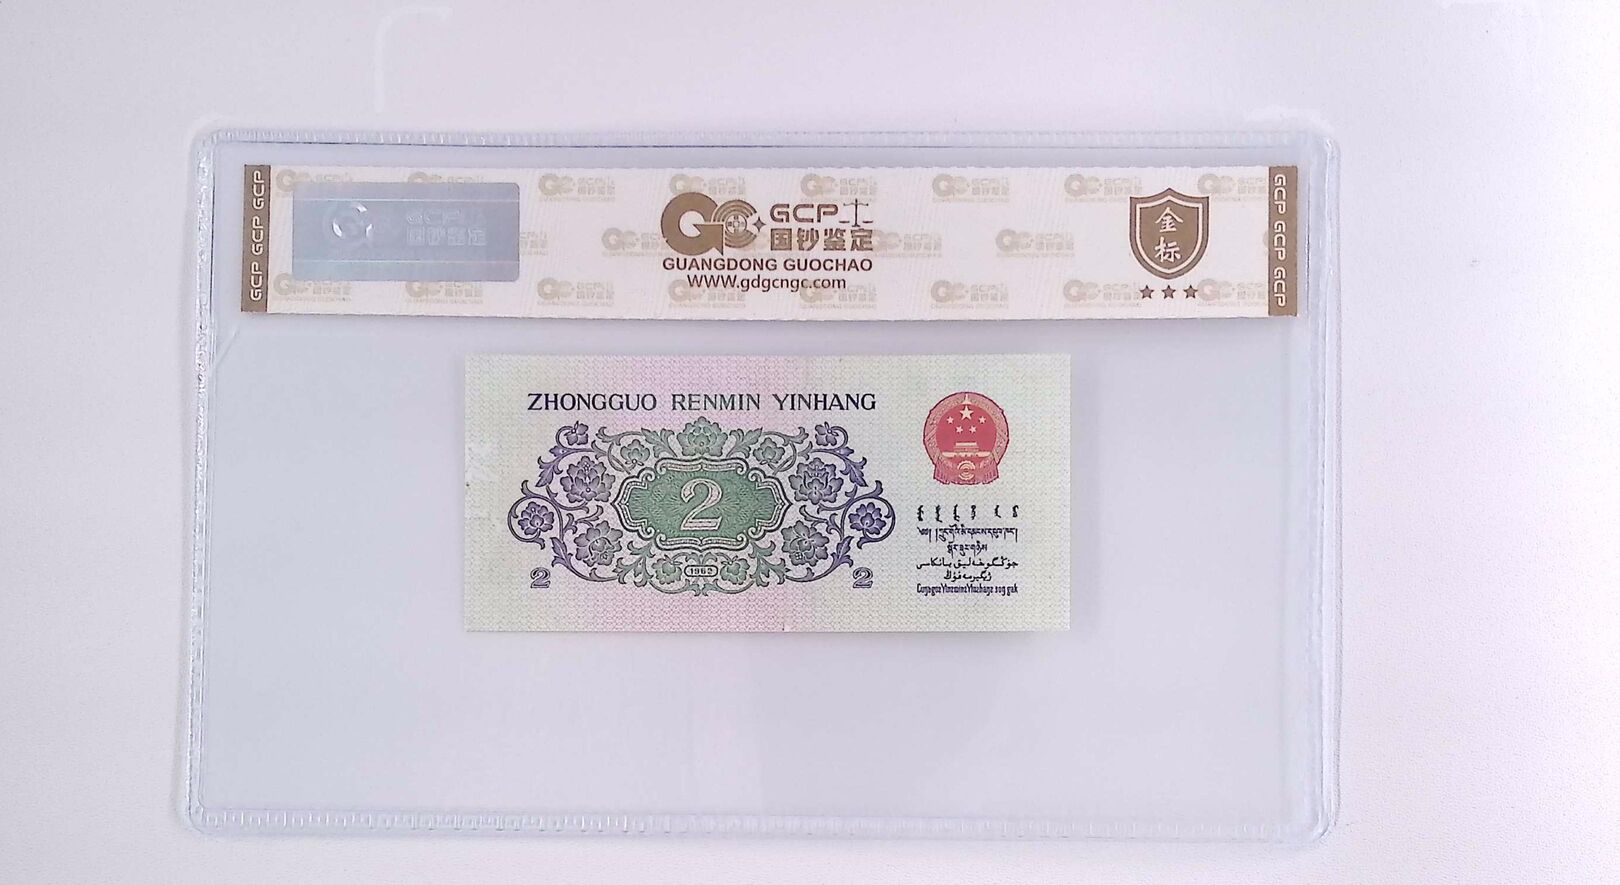 GCP GCP GCP
GCP
国钞鉴定
GUANGDONG GUOCHAO
WWW.gdgcngc.com
金
标
GCP GCP GCP
ZHONGGUO RENMIN YINHANG
2
1962
2
2